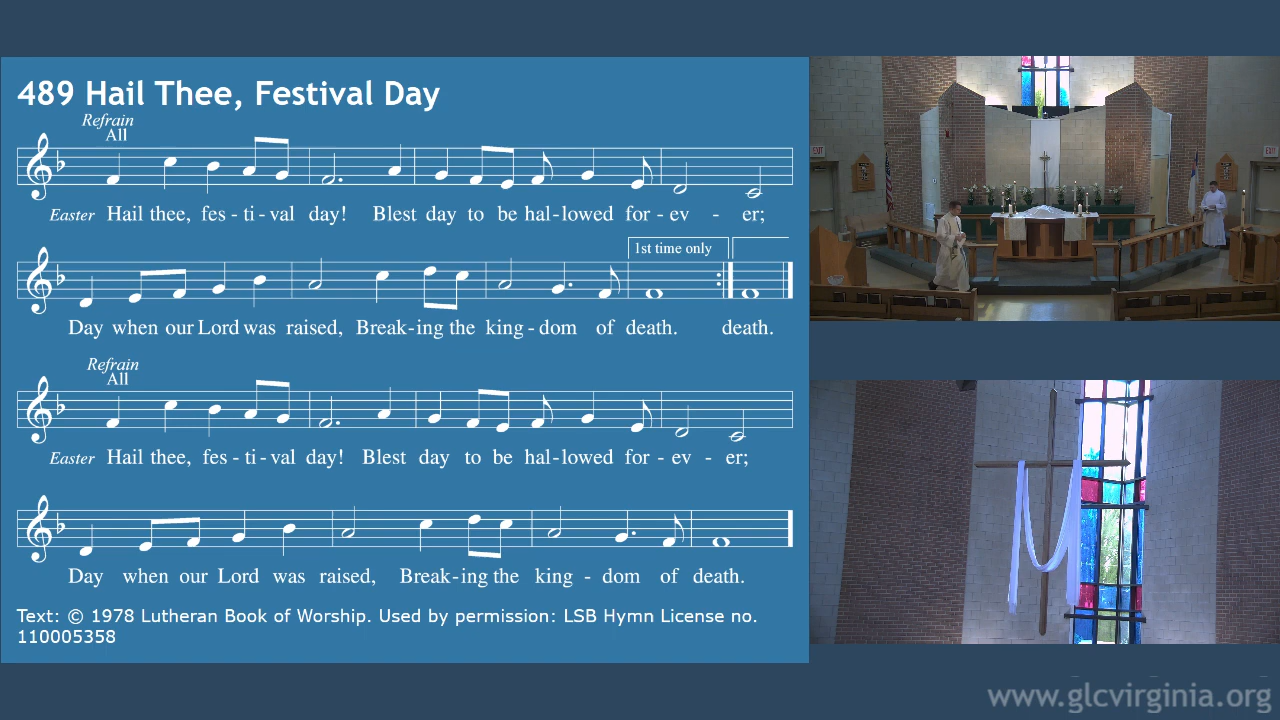 489 Hail Thee, Festival Day
Refrain
All
Easter Hail thee, fes - ti - val day! Blest day to be hal - lowed for - ev - er;
1st time only
Day when our Lord was raised, Break - ing the king - dom of death. death.
Refrain
All
Easter Hail thee, fes - ti - val day! Blest day to be hal - lowed for - ev - er;
Day when our Lord was raised, Break - ing the king - dom of death.
Text: © 1978 Lutheran Book of Worship. Used by permission: LSB Hymn License no.
110005358
EXIT
EXIT
www.glcvirginia.org